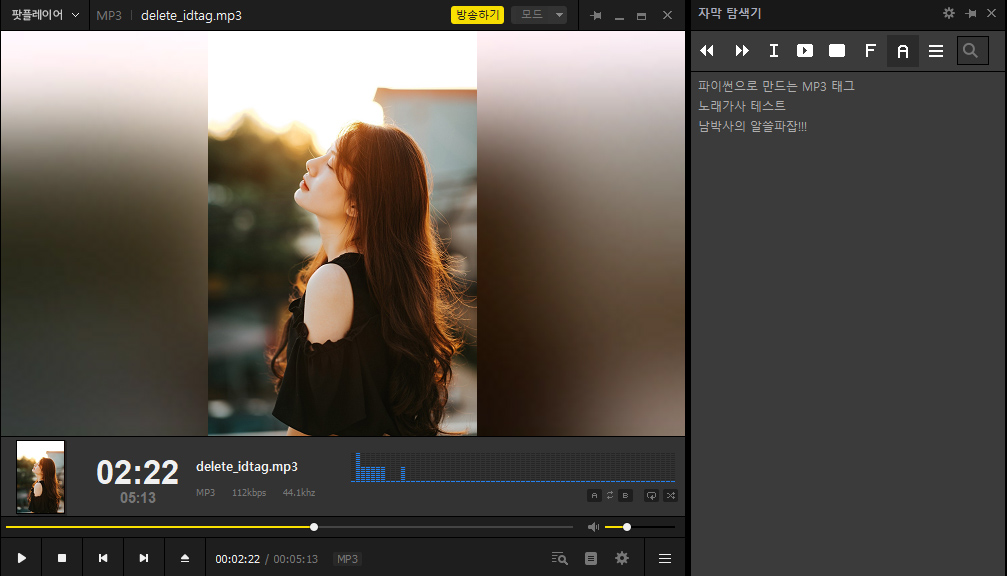 팟플레이어 MP3 delete_idtag.mp3 방송하기 모드
자막 탐색기
I F A
파이썬으로 만드는 MP3 태그
노래가사 테스트
남박사의 알쓸파잡!!!
02:22
05:13
delete_idtag.mp3
MP3 112kbps 44.1khz
A B
00:02:22 / 00:05:13 MP3